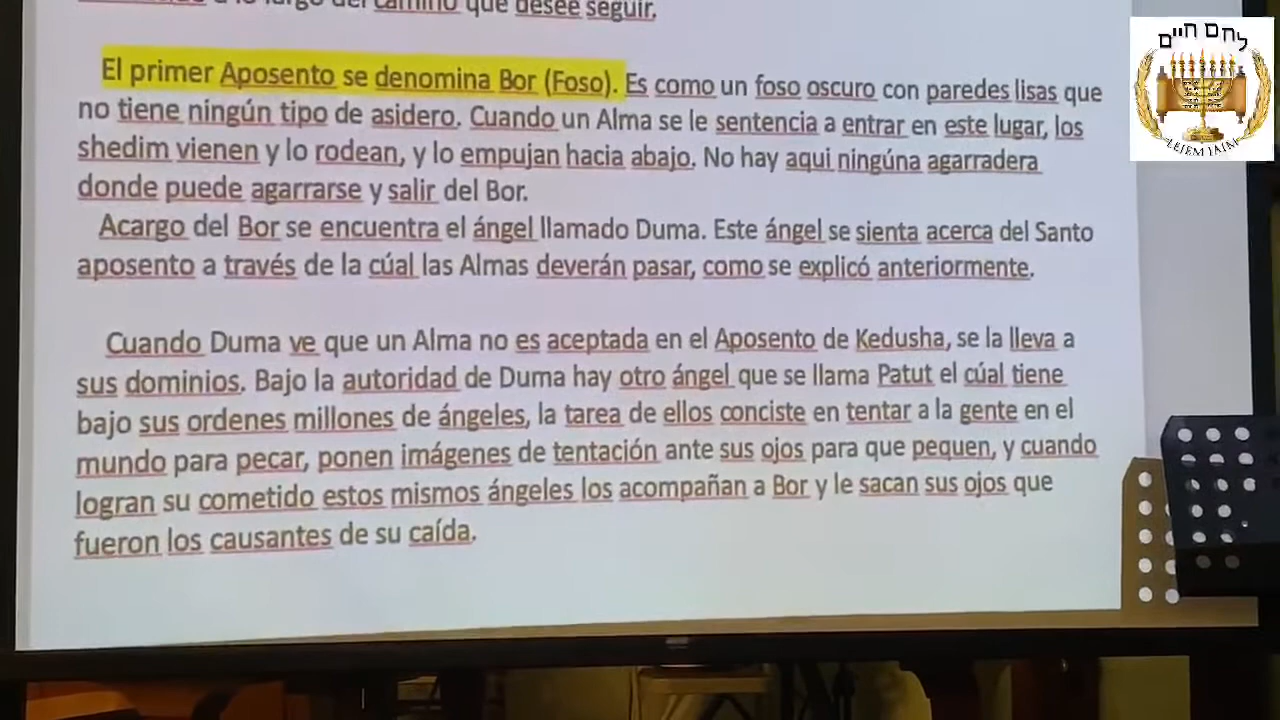 a lo largo del camino que desee seguir.
El primer Aposento se denomina Bor (Foso). Es como un foso oscuro con paredes lisas que
no tiene ningún tipo de asidero. Cuando un Alma se le sentencia a entrar en este lugar, los
shedim vienen y lo rodean, y lo empujan hacia abajo. No hay aqui ningúna agarradera
donde puede agarrarse y salir del Bor.
Acargo del Bor se encuentra el ángel llamado Duma. Este ángel se sienta acerca del Santo
aposento a través de la cúal las Almas deverán pasar, como se explicó anteriormente.
Cuando Duma ve que un Alma no es aceptada en el Aposento de Kedusha, se la lleva a
sus dominios. Bajo la autoridad de Duma hay otro ángel que se llama Patut el cúal tiene
bajo sus ordenes millones de ángeles, la tarea de ellos conciste en tentar a la gente en el
mundo para pecar, ponen imágenes de tentación ante sus ojos para que pequen, y cuando
logran su cometido estos mismos ángeles los acompañan a Bor y le sacan sus ojos que
fueron los causantes de su caída.
לחם חיים
LEJEM JAIM